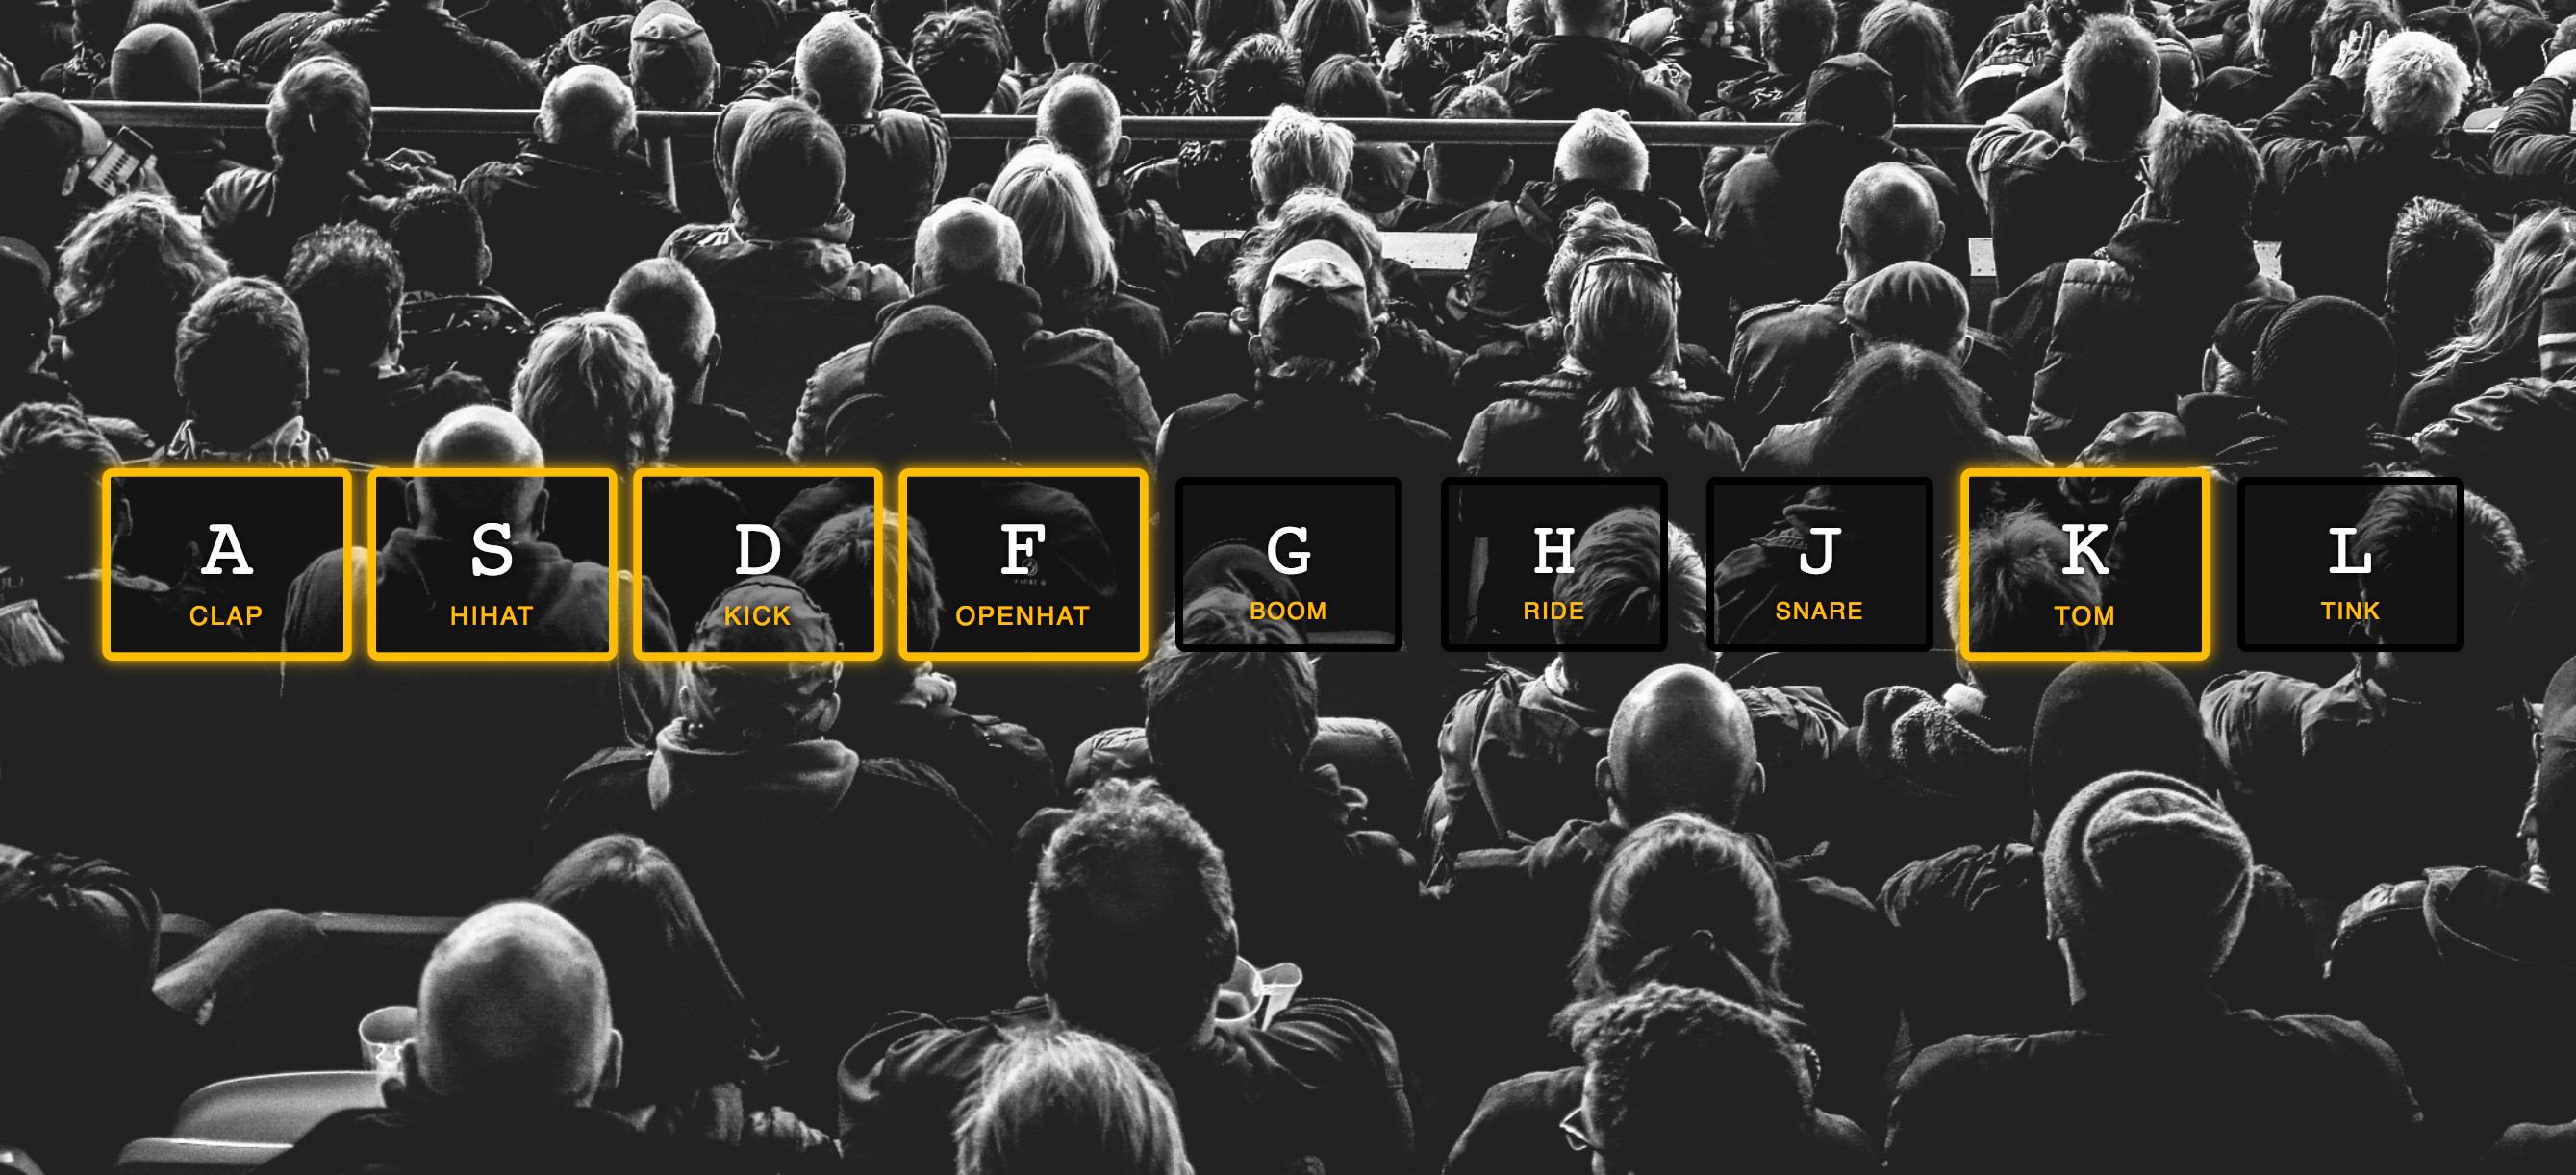 A
CLAP
S
HIHAT
D
KICK
F
OPENHAT
G
BOOM
H
RIDE
J
SNARE
K
TOM
L
TINK